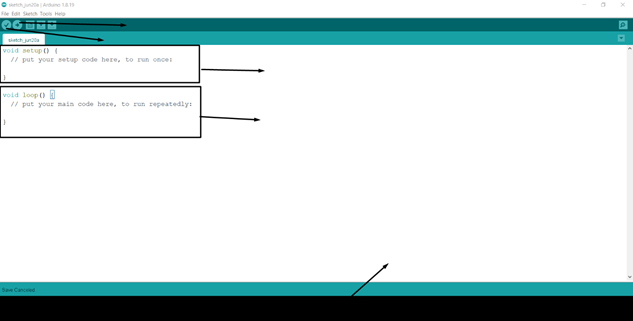 sketch_jun20a | Arduino 1.8.19
File Edit Sketch Tools Help
sketch_jun20a
void setup() {
// put your setup code here, to run once:
}
void loop() {
// put your main code here, to run repeatedly:
}
Save Canceled.